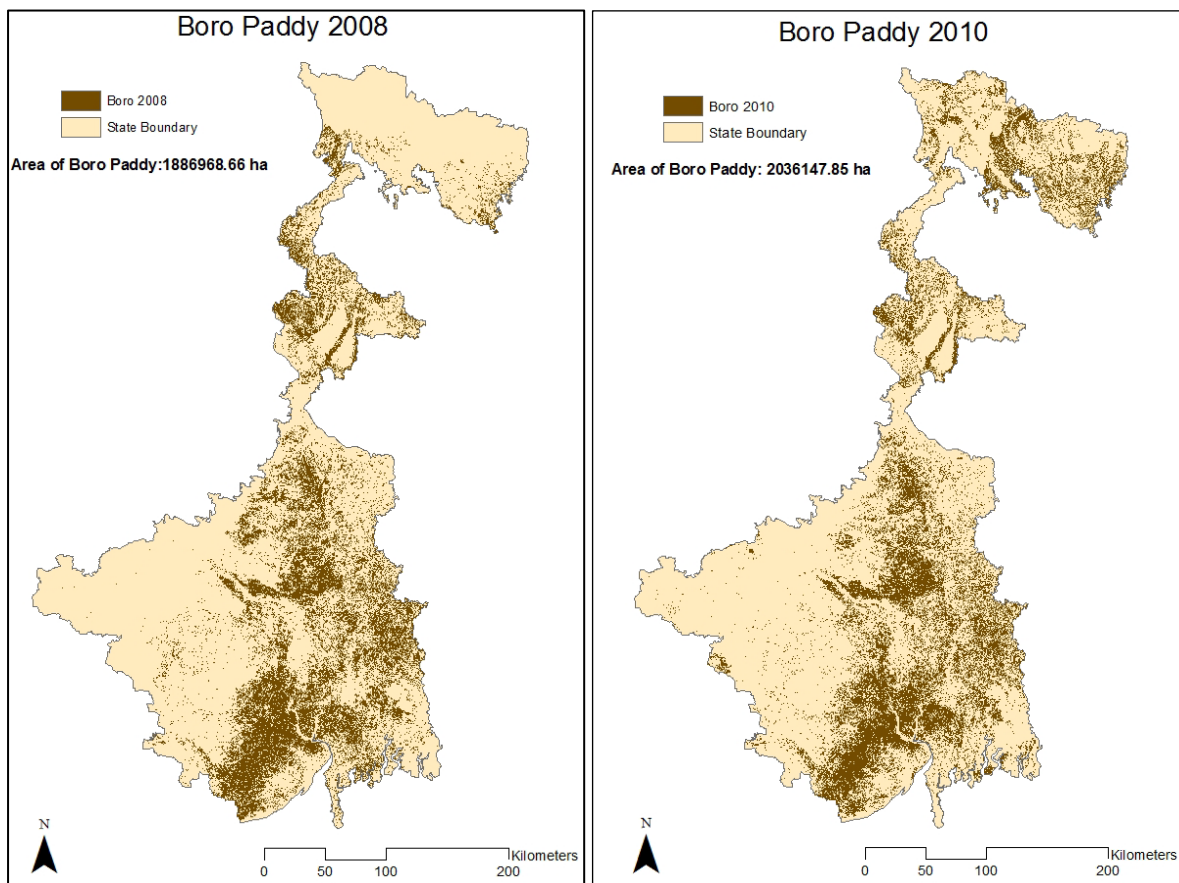 Boro Paddy 2008
Boro 2008
State Boundary
Area of Boro Paddy:1886968.66 ha
N
Kilometers
0 50 100 200
Boro Paddy 2010
Boro 2010
State Boundary
Area of Boro Paddy: 2036147.85 ha
N
Kilometers
0 50 100 200